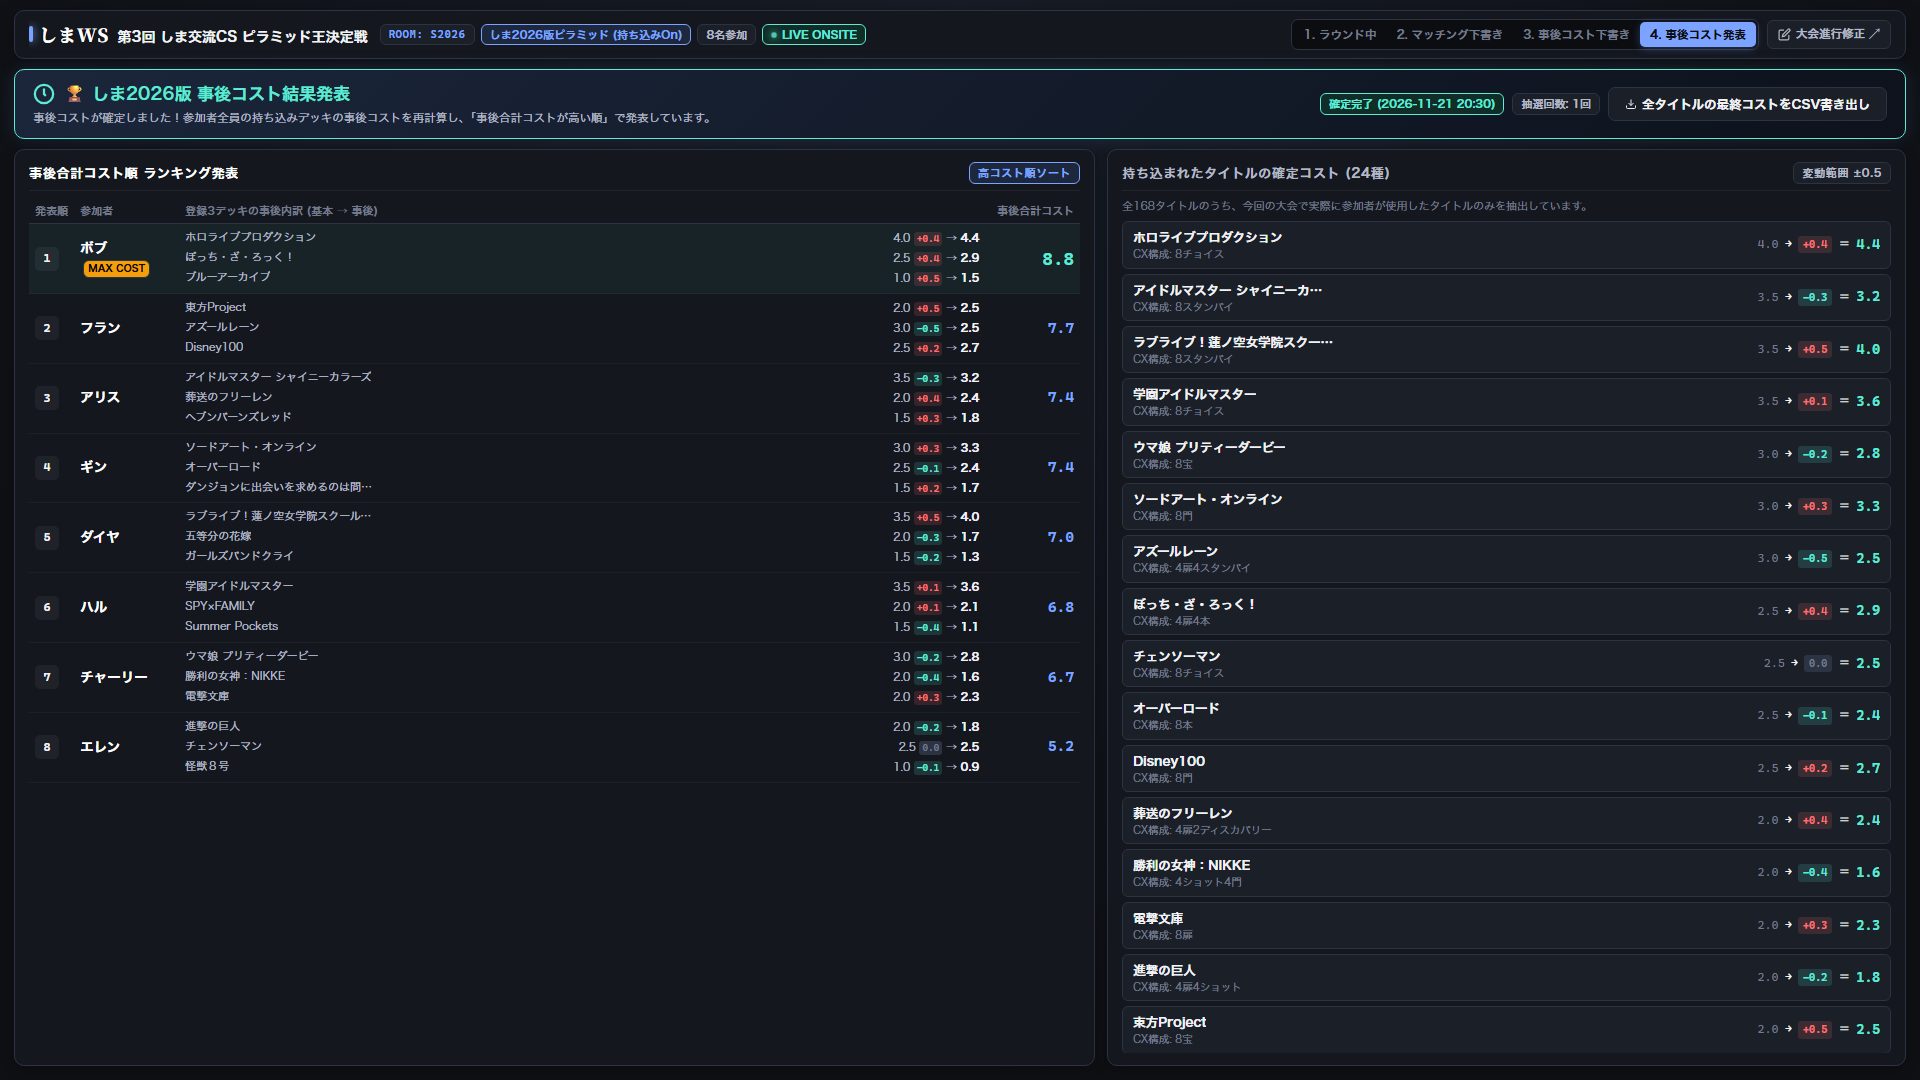 しまWS 第3回 しま交流CS ピラミッド王決定戦 ROOM: S2026 しま2026版ピラミッド (持ち込みOn) 8名参加 LIVE ONSITE
1. ラウンド中 2. マッチング下書き 3. 事後コスト下書き 4. 事後コスト発表 大会進行修正
🏆 しま2026版 事後コスト結果発表
事後コストが確定しました！参加者全員の持ち込みデッキの事後コストを再計算し、「事後合計コストが高い順」で発表しています。
確定完了 (2026-11-21 20:30) 抽選回数: 1回 全タイトルの最終コストをCSV書き出し
事後合計コスト順 ランキング発表 高コスト順ソート
発表順 参加者 登録3デッキの事後内訳 (基本 → 事後) 事後合計コスト
1 ボブ MAX COST 8.8
ホロライブプロダクション 4.0 +0.4 → 4.4
ぼっち・ざ・ろっく！ 2.5 +0.4 → 2.9
ブルーアーカイブ 1.0 +0.5 → 1.5
2 フラン 7.7
東方Project 2.0 +0.5 → 2.5
アズールレーン 3.0 −0.5 → 2.5
Disney100 2.5 +0.2 → 2.7
3 アリス 7.4
アイドルマスター シャイニーカラーズ 3.5 −0.3 → 3.2
葬送のフリーレン 2.0 +0.4 → 2.4
ヘブンバーンズレッド 1.5 +0.3 → 1.8
4 ギン 7.4
ソードアート・オンライン 3.0 +0.3 → 3.3
オーバーロード 2.5 −0.1 → 2.4
ダンジョンに出会いを求めるのは問… 1.5 +0.2 → 1.7
5 ダイヤ 7.0
ラブライブ！蓮ノ空女学院スクール… 3.5 +0.5 → 4.0
五等分の花嫁 2.0 −0.3 → 1.7
ガールズバンドクライ 1.5 −0.2 → 1.3
6 ハル 6.8
学園アイドルマスター 3.5 +0.1 → 3.6
SPY×FAMILY 2.0 +0.1 → 2.1
Summer Pockets 1.5 −0.4 → 1.1
7 チャーリー 6.7
ウマ娘 プリティーダービー 3.0 −0.2 → 2.8
勝利の女神：NIKKE 2.0 −0.4 → 1.6
電撃文庫 2.0 +0.3 → 2.3
8 エレン 5.2
進撃の巨人 2.0 −0.2 → 1.8
チェンソーマン 2.5 0.0 → 2.5
怪獣８号 1.0 −0.1 → 0.9
持ち込まれたタイトルの確定コスト (24種) 変動範囲 ±0.5
全168タイトルのうち、今回の大会で実際に参加者が使用したタイトルのみを抽出しています。
ホロライブプロダクション 4.0 → +0.4 = 4.4
CX構成: 8チョイス
アイドルマスター シャイニーカ… 3.5 → −0.3 = 3.2
CX構成: 8スタンバイ
ラブライブ！蓮ノ空女学院スクー… 3.5 → +0.5 = 4.0
CX構成: 8スタンバイ
学園アイドルマスター 3.5 → +0.1 = 3.6
CX構成: 8チョイス
ウマ娘 プリティーダービー 3.0 → −0.2 = 2.8
CX構成: 8宝
ソードアート・オンライン 3.0 → +0.3 = 3.3
CX構成: 8門
アズールレーン 3.0 → −0.5 = 2.5
CX構成: 4扉4スタンバイ
ぼっち・ざ・ろっく！ 2.5 → +0.4 = 2.9
CX構成: 4扉4本
チェンソーマン 2.5 → 0.0 = 2.5
CX構成: 8チョイス
オーバーロード 2.5 → −0.1 = 2.4
CX構成: 8本
Disney100 2.5 → +0.2 = 2.7
CX構成: 8門
葬送のフリーレン 2.0 → +0.4 = 2.4
CX構成: 4扉2ディスカバリー
勝利の女神：NIKKE 2.0 → −0.4 = 1.6
CX構成: 4ショット4門
電撃文庫 2.0 → +0.3 = 2.3
CX構成: 8扉
進撃の巨人 2.0 → −0.2 = 1.8
CX構成: 4扉4ショット
東方Project 2.0 → +0.5 = 2.5
CX構成: 8宝